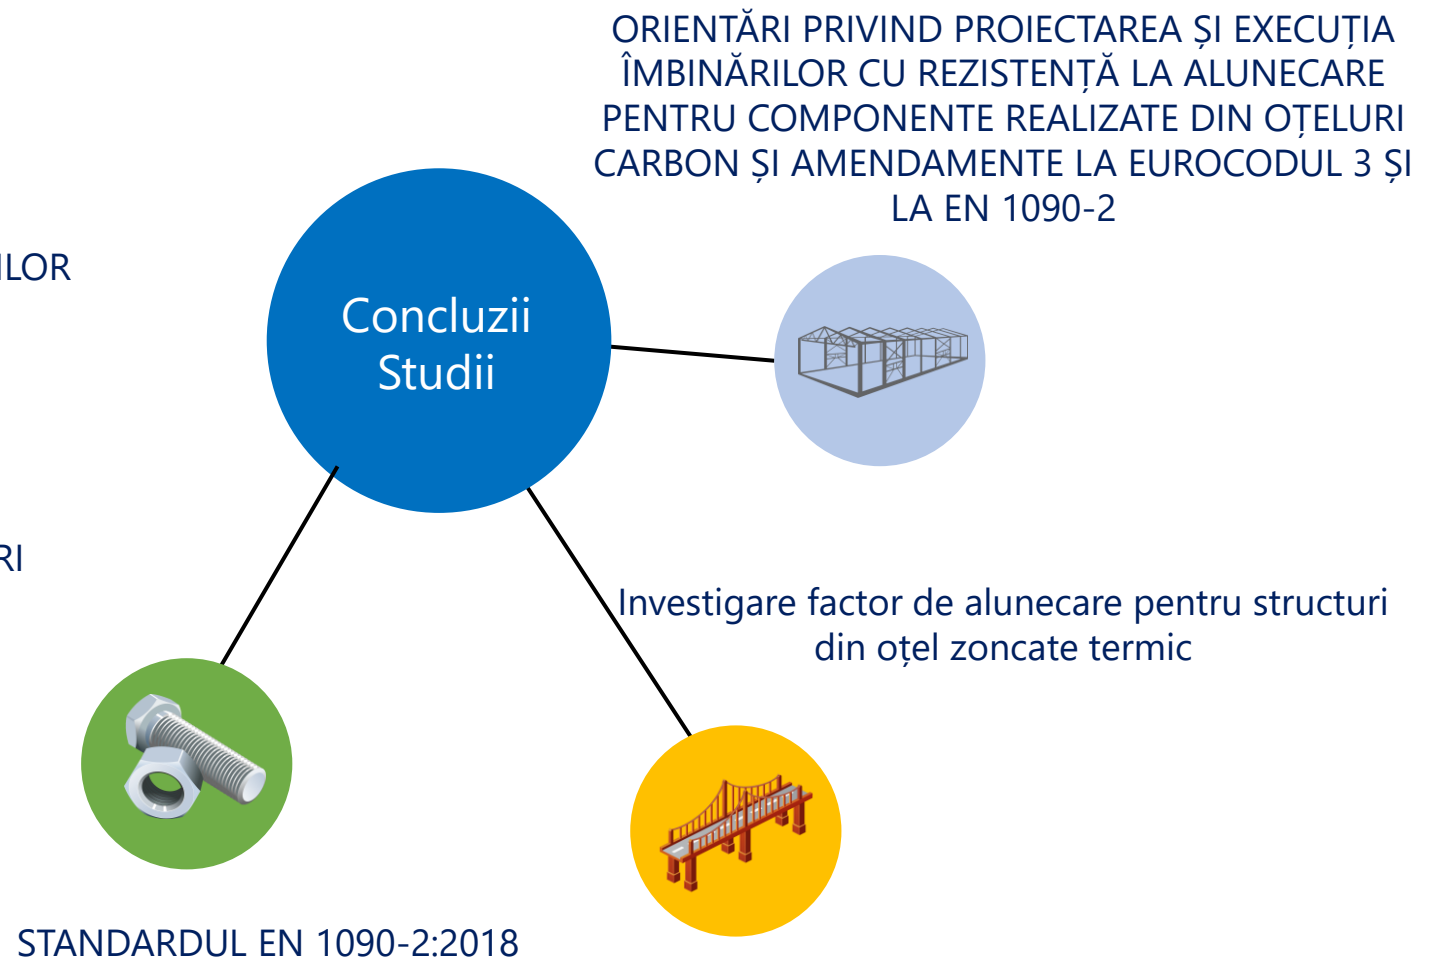 ORIENTĂRI PRIVIND PROIECTAREA ȘI EXECUȚIA
ÎMBINĂRILOR CU REZISTENȚĂ LA ALUNECARE
PENTRU COMPONENTE REALIZATE DIN OȚELURI
CARBON ȘI AMENDAMENTE LA EUROCODUL 3 ȘI
LA EN 1090-2
ILOR
Concluzii
Studii
RI
Investigare factor de alunecare pentru structuri
din oțel zoncate termic
STANDARDUL EN 1090-2:2018